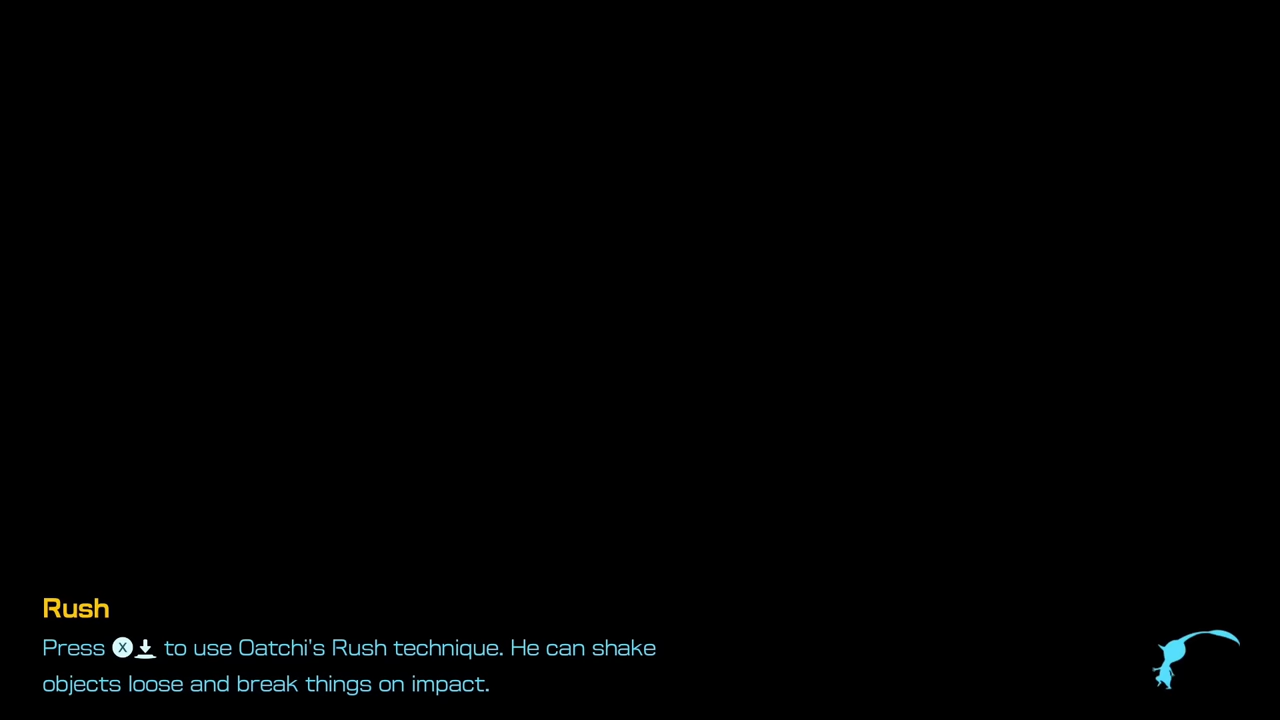 Rush
Press X to use Oatchi's Rush technique. He can shake
objects loose and break things on impact.